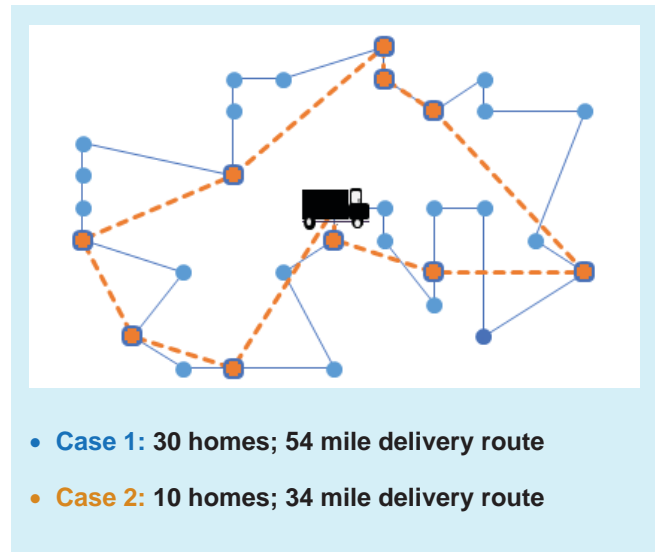 • Case 1: 30 homes; 54 mile delivery route
• Case 2: 10 homes; 34 mile delivery route